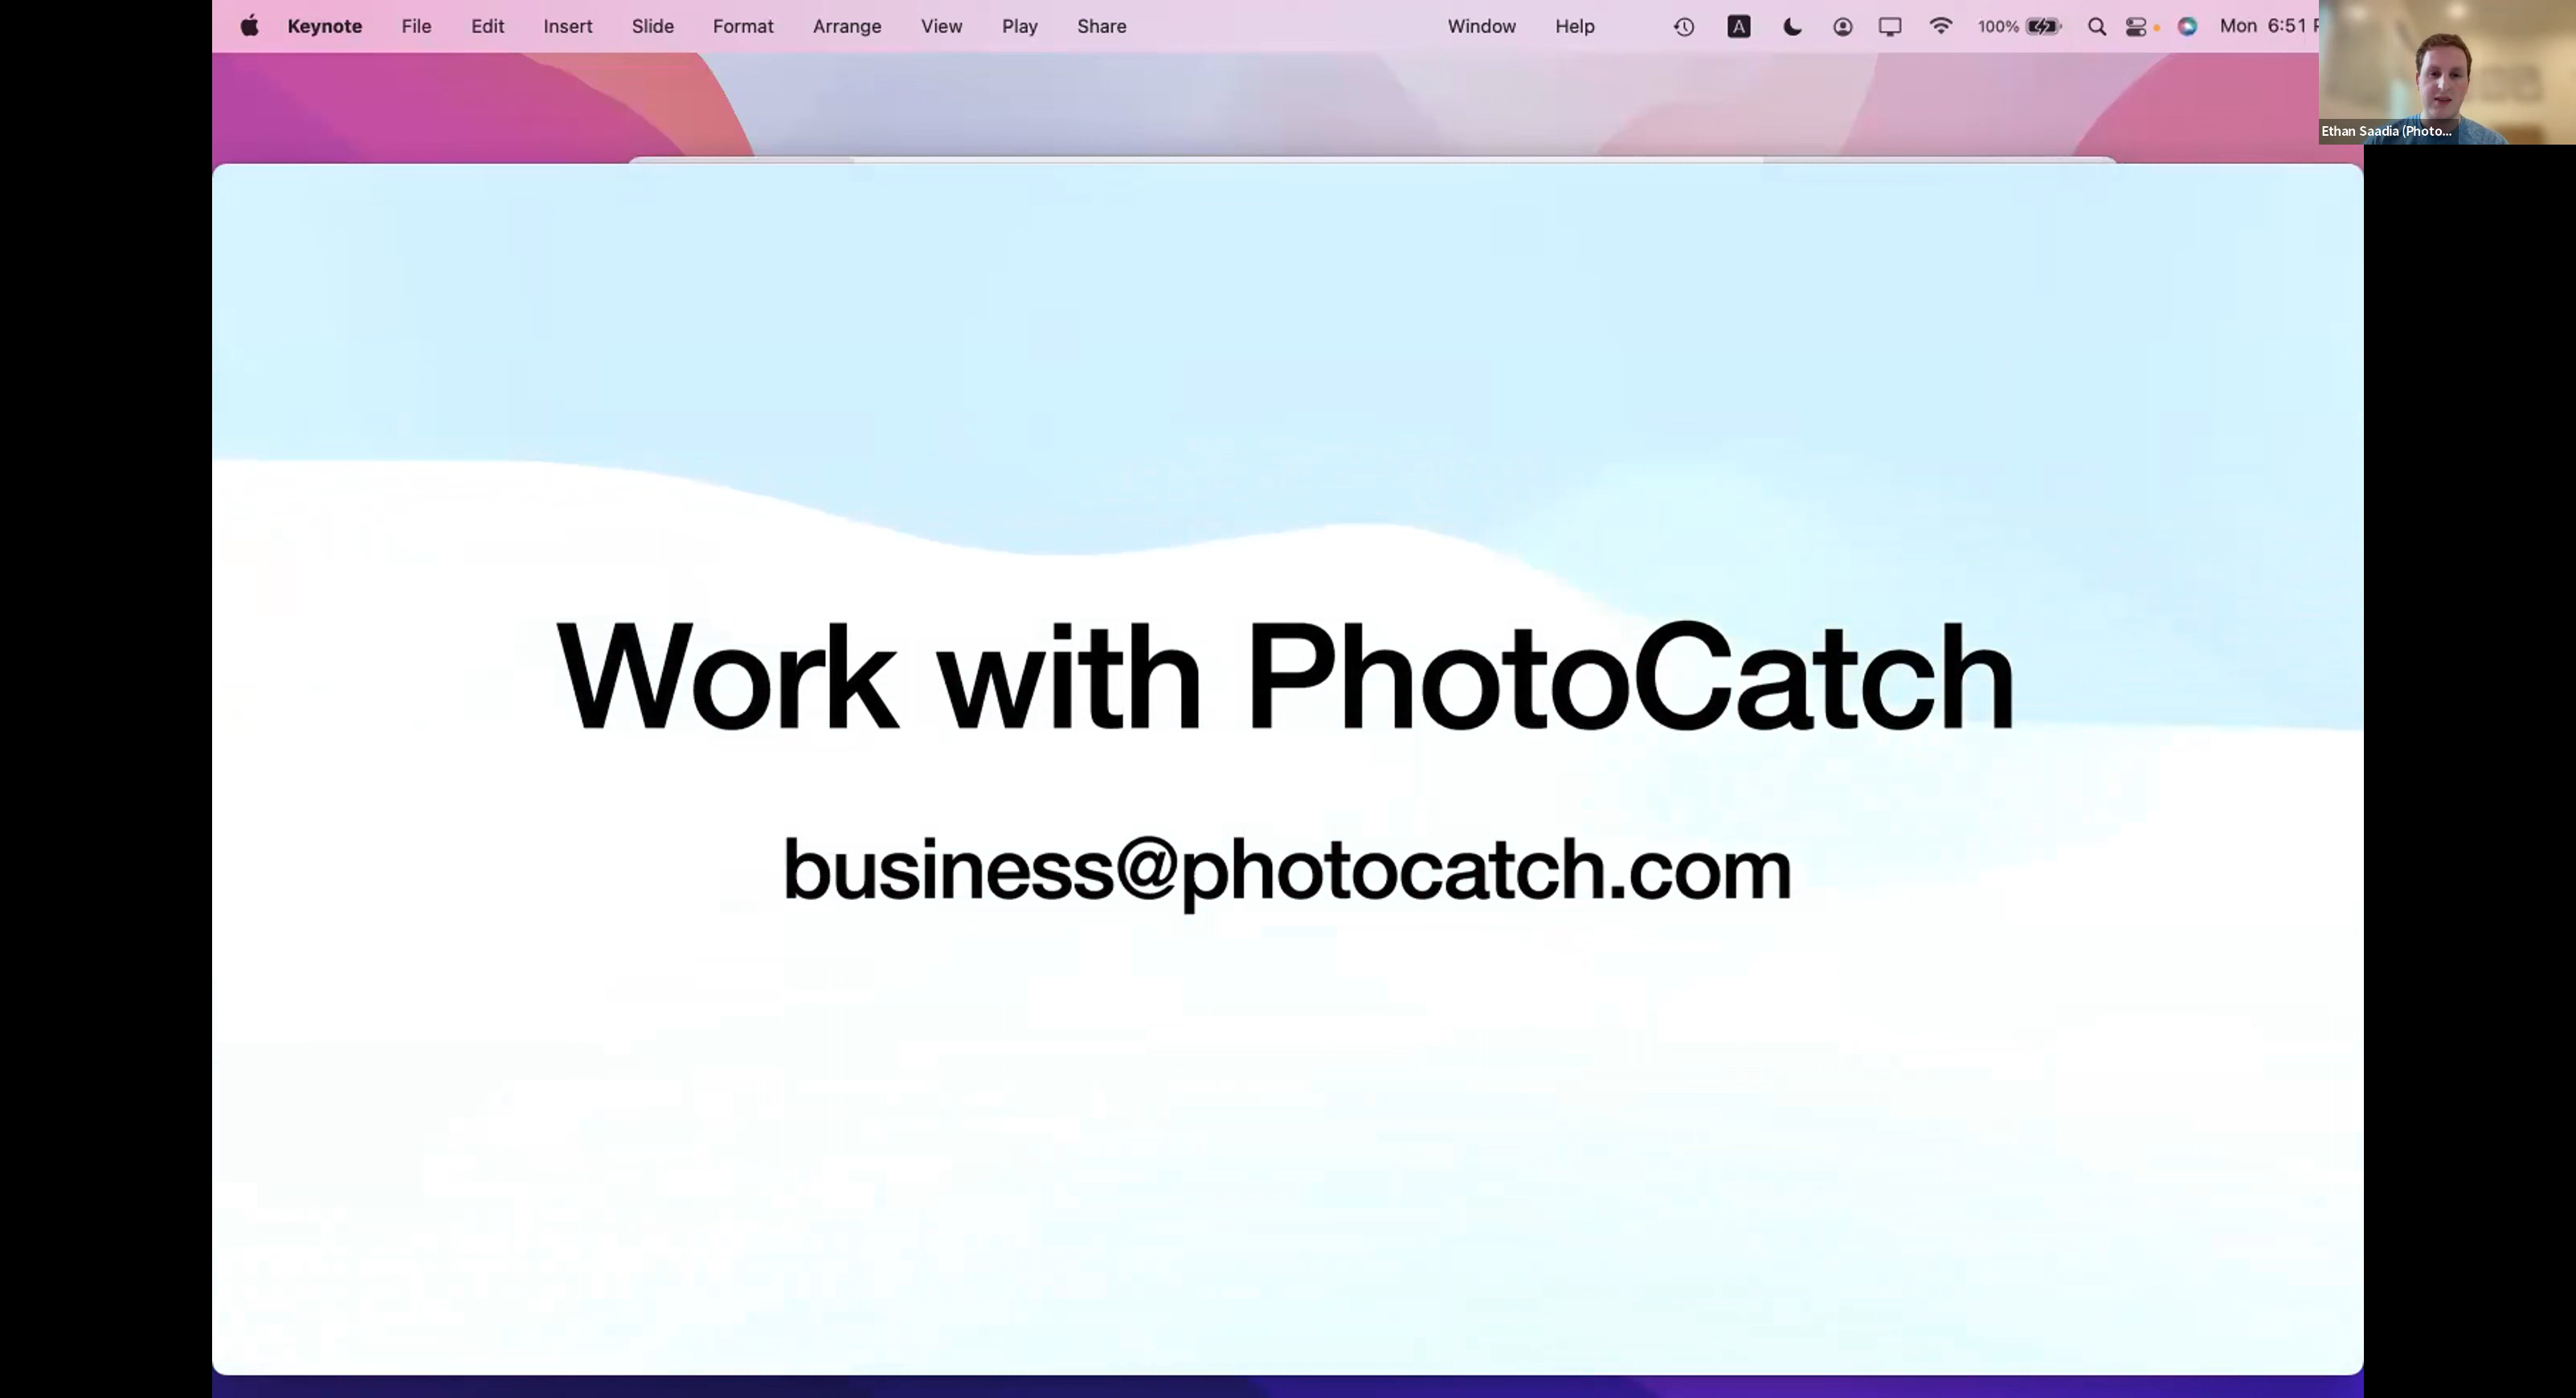 Keynote File Edit Insert Slide Format Arrange View Play Share Window Help A 100% Mon 6:51
Ethan Saadia (Photo...
Work with PhotoCatch
business@photocatch.com